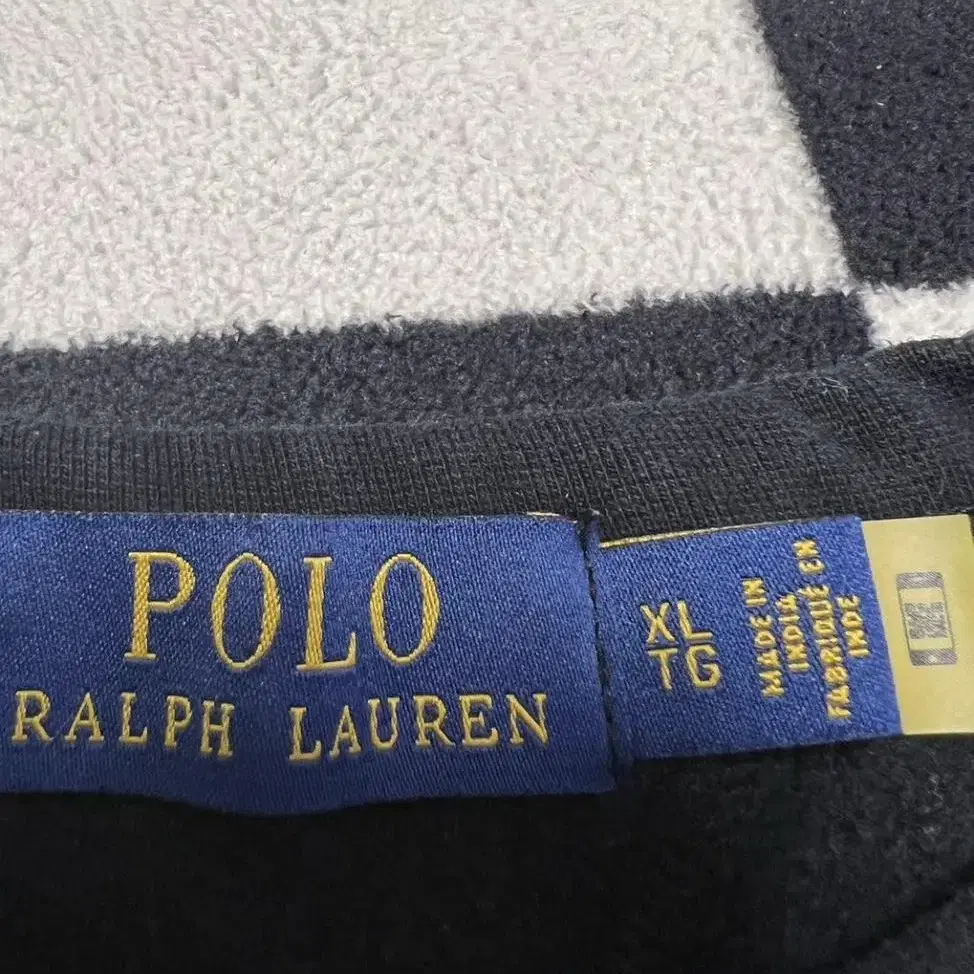 POLO
RALPH LAUREN
XL
TG
MADE IN
INDIA
FABRIQUÉ EN
INDE